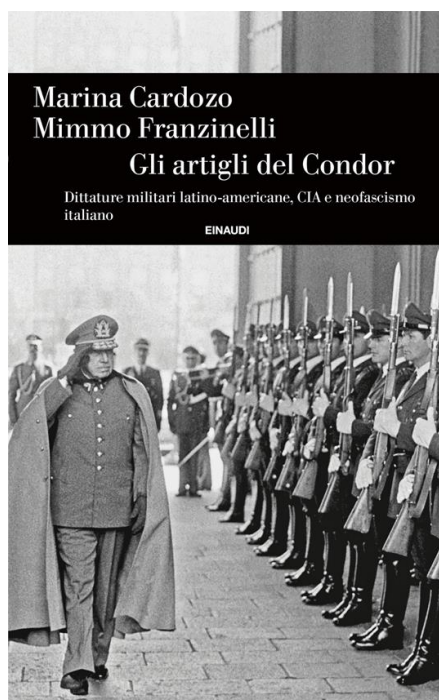 Marina Cardozo
Mimmo Franzinelli
Gli artigli del Condor
Dittature militari latino-americane, CIA e neofascismo
italiano
EINAUDI